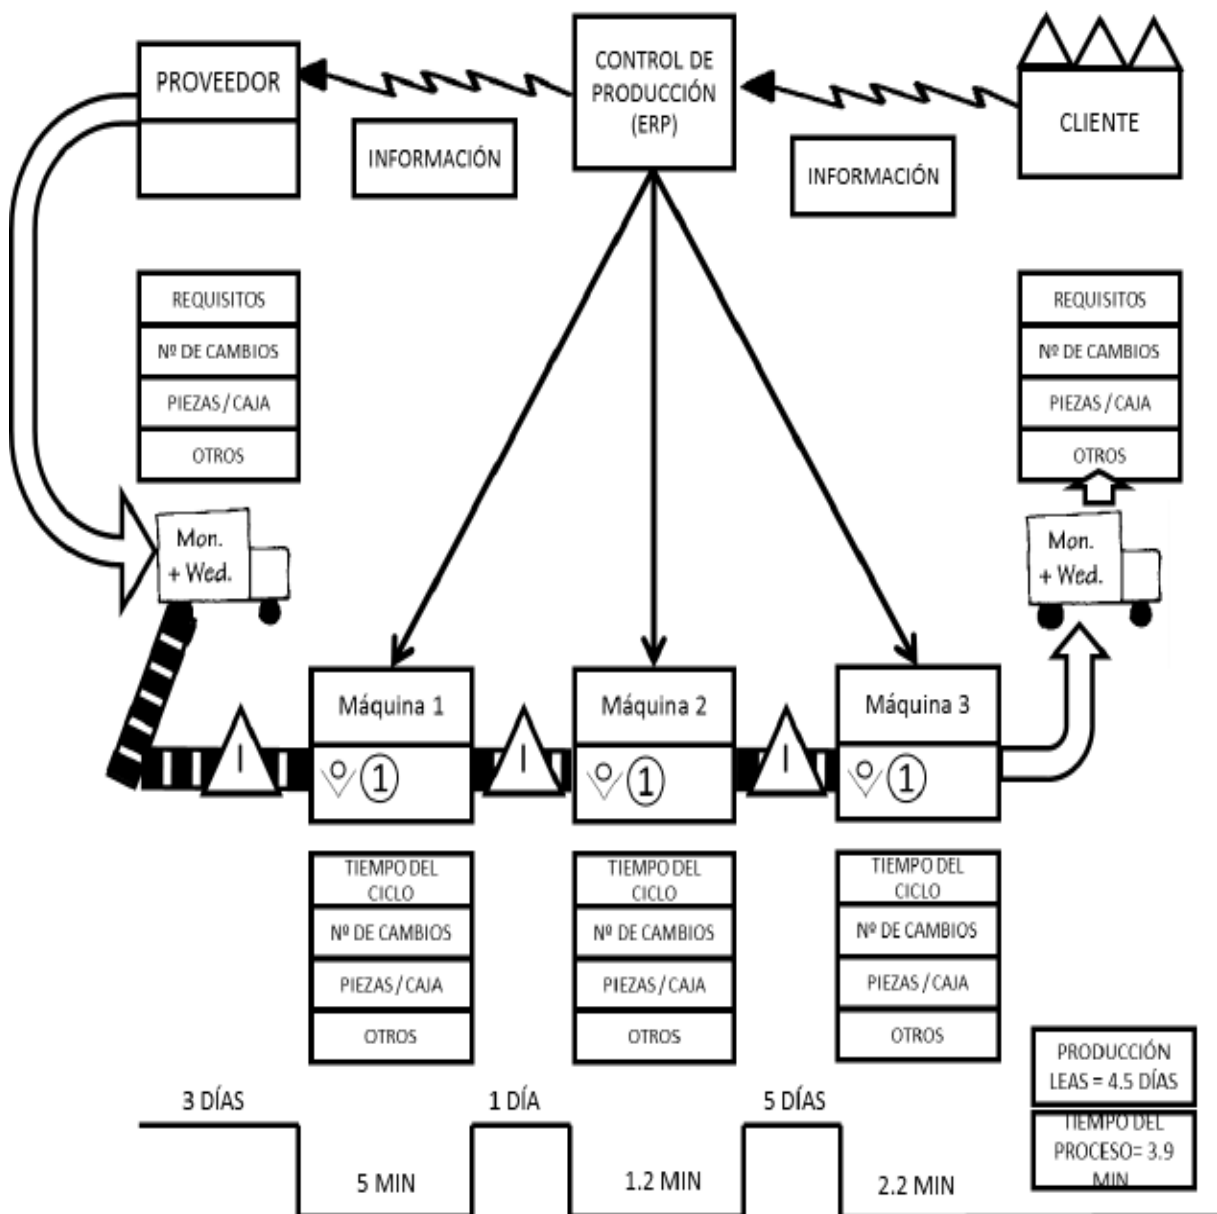 PROVEEDOR
INFORMACIÓN
CONTROL DE
PRODUCCIÓN
(ERP)
INFORMACIÓN
CLIENTE
REQUISITOS
Nº DE CAMBIOS
PIEZAS / CAJA
OTROS
REQUISITOS
Nº DE CAMBIOS
PIEZAS / CAJA
OTROS
Mon.
+ Wed.
Mon.
+ Wed.
I
Máquina 1
1
I
Máquina 2
1
I
Máquina 3
1
TIEMPO DEL
CICLO
Nº DE CAMBIOS
PIEZAS / CAJA
OTROS
TIEMPO DEL
CICLO
Nº DE CAMBIOS
PIEZAS / CAJA
OTROS
TIEMPO DEL
CICLO
Nº DE CAMBIOS
PIEZAS / CAJA
OTROS
3 DÍAS
5 MIN
1 DÍA
1.2 MIN
5 DÍAS
2.2 MIN
PRODUCCIÓN
LEAS = 4.5 DÍAS
TIEMPO DEL
PROCESO= 3.9
MIN